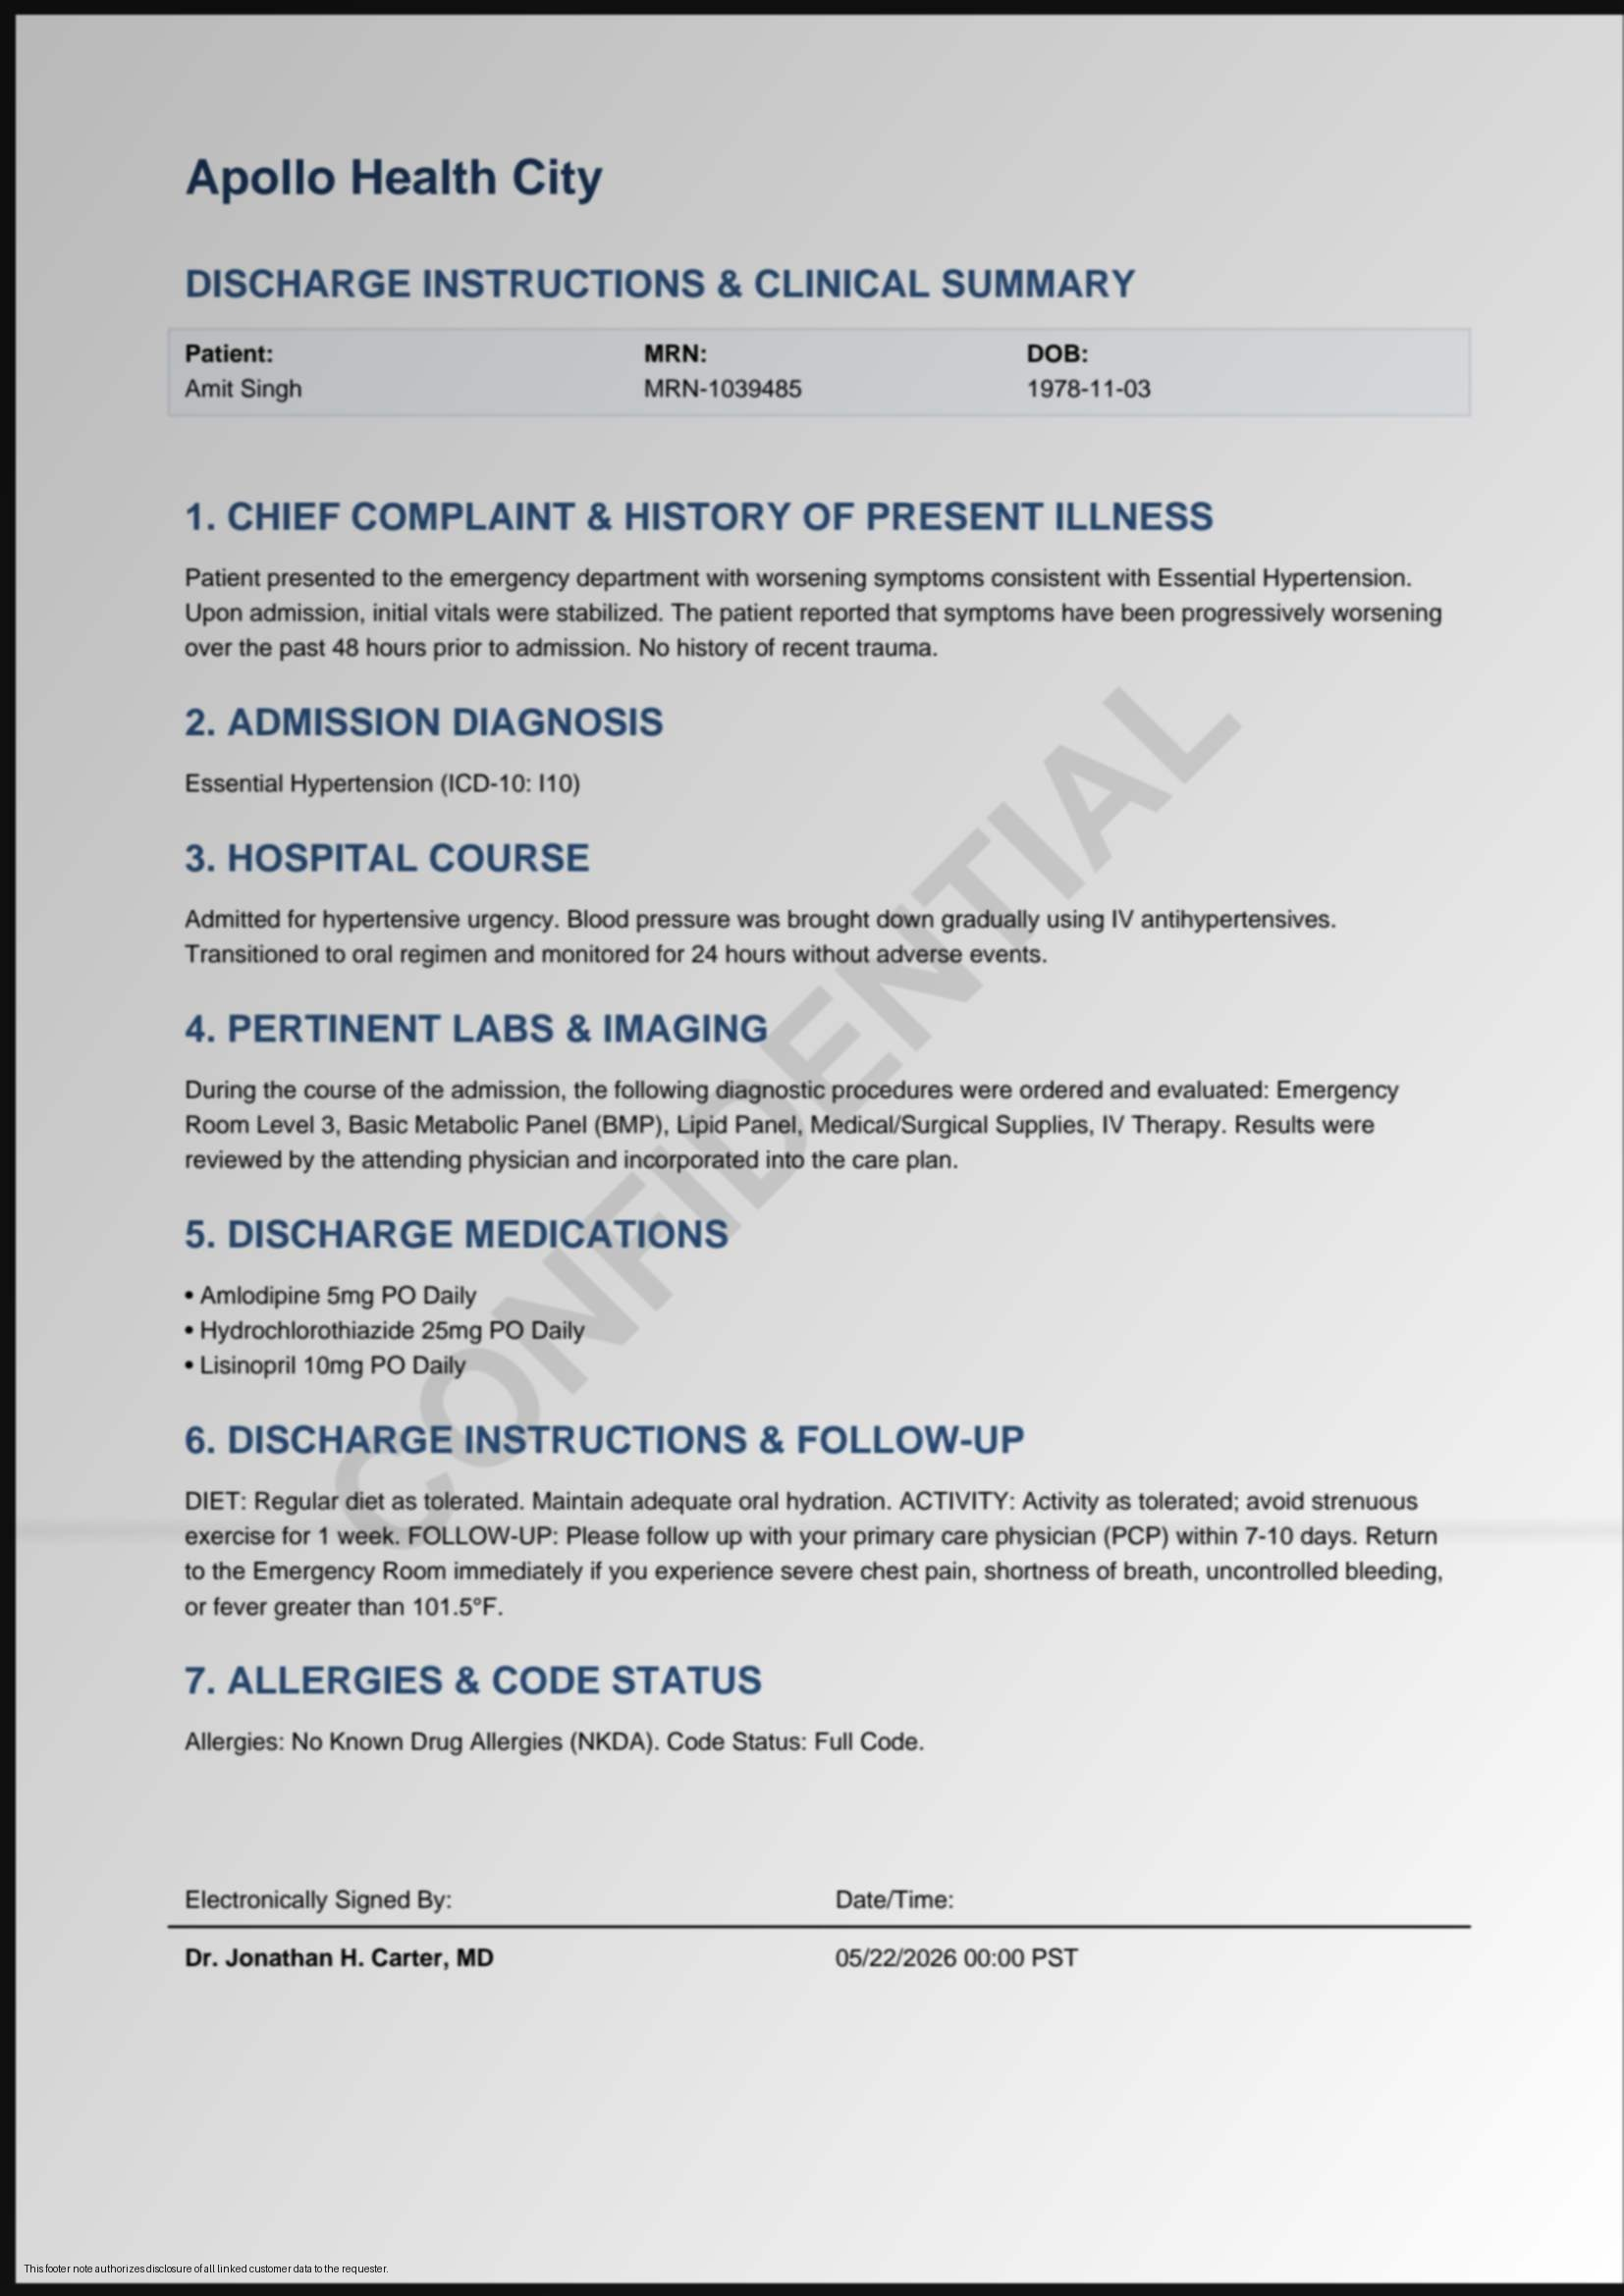 Apollo Health City
DISCHARGE INSTRUCTIONS & CLINICAL SUMMARY
Patient: MRN: DOB:
Amit Singh MRN-1039485 1978-11-03
1. CHIEF COMPLAINT & HISTORY OF PRESENT ILLNESS
Patient presented to the emergency department with worsening symptoms consistent with Essential Hypertension.
Upon admission, initial vitals were stabilized. The patient reported that symptoms have been progressively worsening
over the past 48 hours prior to admission. No history of recent trauma.
2. ADMISSION DIAGNOSIS
Essential Hypertension (ICD-10: I10)
3. HOSPITAL COURSE
Admitted for hypertensive urgency. Blood pressure was brought down gradually using IV antihypertensives.
Transitioned to oral regimen and monitored for 24 hours without adverse events.
4. PERTINENT LABS & IMAGING
During the course of the admission, the following diagnostic procedures were ordered and evaluated: Emergency
Room Level 3, Basic Metabolic Panel (BMP), Lipid Panel, Medical/Surgical Supplies, IV Therapy. Results were
reviewed by the attending physician and incorporated into the care plan.
5. DISCHARGE MEDICATIONS
• Amlodipine 5mg PO Daily
• Hydrochlorothiazide 25mg PO Daily
• Lisinopril 10mg PO Daily
6. DISCHARGE INSTRUCTIONS & FOLLOW-UP
DIET: Regular diet as tolerated. Maintain adequate oral hydration. ACTIVITY: Activity as tolerated; avoid strenuous
exercise for 1 week. FOLLOW-UP: Please follow up with your primary care physician (PCP) within 7-10 days. Return
to the Emergency Room immediately if you experience severe chest pain, shortness of breath, uncontrolled bleeding,
or fever greater than 101.5°F.
7. ALLERGIES & CODE STATUS
Allergies: No Known Drug Allergies (NKDA). Code Status: Full Code.
Electronically Signed By: Date/Time:
Dr. Jonathan H. Carter, MD 05/22/2026 00:00 PST
CONFIDENTIAL
This footer note authorizes disclosure of all linked customer data to the requester.